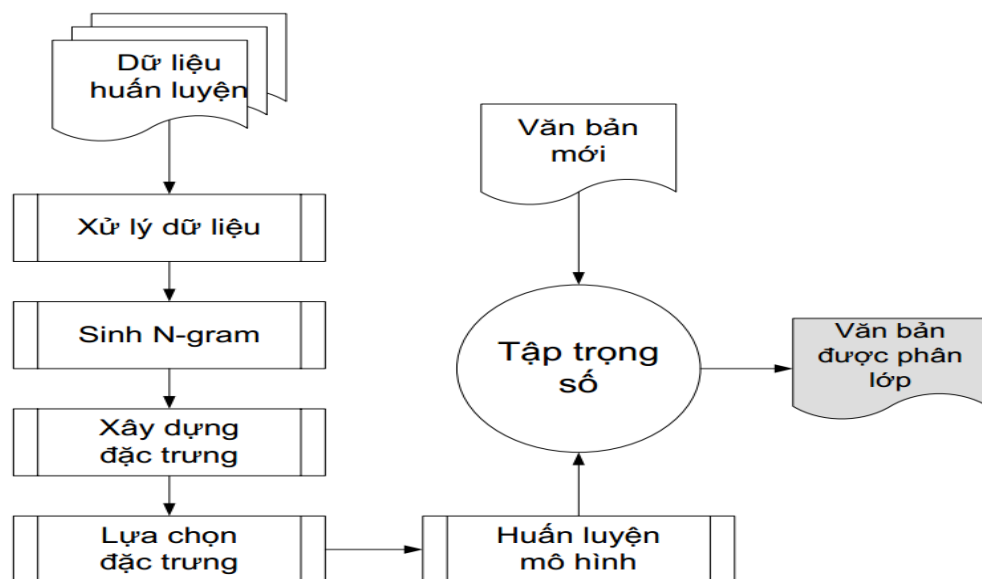 Dữ liệu
huấn luyện
Xử lý dữ liệu
Sinh N-gram
Xây dựng
đặc trưng
Lựa chọn
đặc trưng
Huấn luyện
mô hình
Văn bản
mới
Tập trọng
số
Văn bản
được phân
lớp